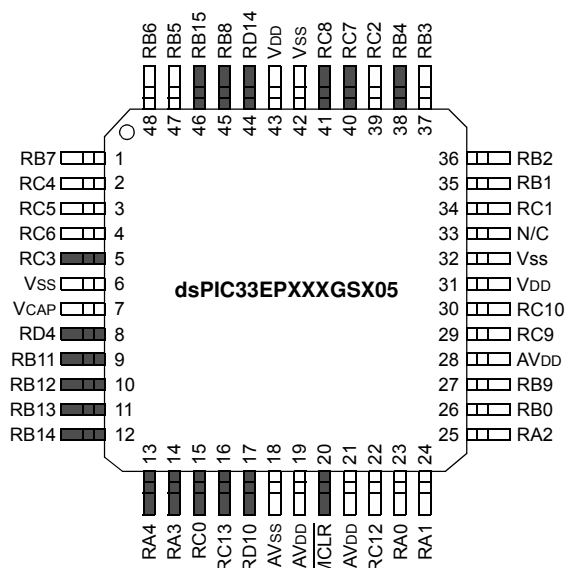 RB6
RB5
RB15
RB8
RD14
VDD
VSS
RC8
RC7
RC2
RB4
RB3
48
47
46
45
44
43
42
41
40
39
38
37
RB7 1
RC4 2
RC5 3
RC6 4
RC3 5
VSS 6
VCAP 7
RD4 8
RB11 9
RB12 10
RB13 11
RB14 12
dsPIC33EPXXXGSX05
36 RB2
35 RB1
34 RC1
33 N/C
32 Vss
31 VDD
30 RC10
29 RC9
28 AVDD
27 RB9
26 RB0
25 RA2
13
14
15
16
17
18
19
20
21
22
23
24
RA4
RA3
RC0
RC13
RD10
AVSS
AVDD
MCLR
AVDD
RC12
RA0
RA1